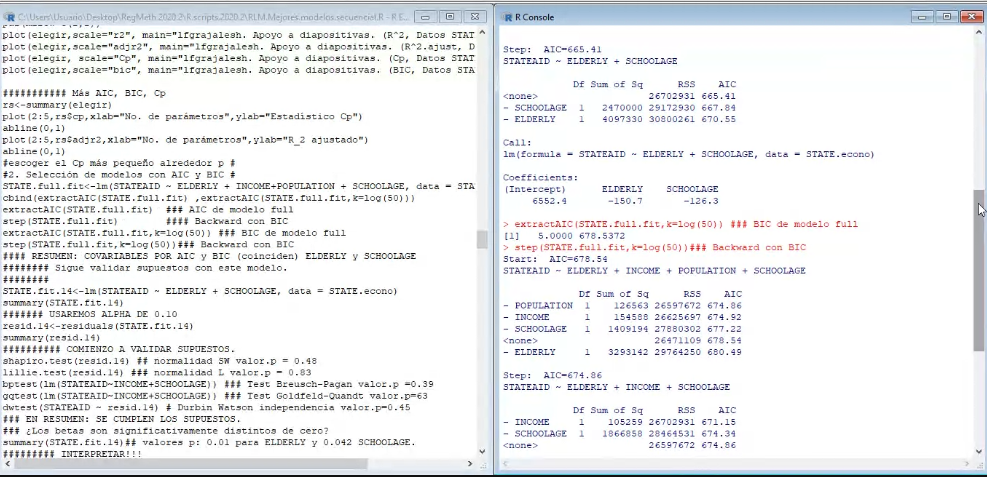 C:\Users\Usuario\Desktop\RegMeth 2020.2\R.scripts.2020.2\RLM.Mejores.modelos.secuencial.R - R E...
plot(elegir,scale="r2", main="lfgrajalesh. Apoyo a diapositivas. (R^2, Datos STAT
plot(elegir,scale="adjr2", main="lfgrajalesh. Apoyo a diapositivas. (R^2.ajust, D
plot(elegir, scale="Cp", main="lfgrajalesh. Apoyo a diapositivas. (Cp, Datos STAT
plot(elegir,scale="bic", main="lfgrajalesh. Apoyo a diapositivas. (BIC, Datos STA
########### Más AIC, BIC, Cp
rs<-summary(elegir)
plot(2:5,rs$cp,xlab="No. de parámetros",ylab="Estadístico Cp")
abline(0,1)
plot(2:5,rs$adjr2,xlab="No. de parámetros",ylab="R_2 ajustado")
abline(0,1)
#escoger el Cp más pequeño alrededor p #
#2. Selección de modelos con AIC y BIC #
STATE.full.fit<-lm(STATEAID ~ ELDERLY + INCOME+POPULATION + SCHOOLAGE, data = STA
cbind(extractAIC(STATE.full.fit) ,extractAIC(STATE.full.fit,k=log(50)))
extractAIC(STATE.full.fit)  ### AIC de modelo full
step(STATE.full.fit)        #### Backward con BIC
extractAIC(STATE.full.fit,k=log(50)) ### BIC de modelo full
step(STATE.full.fit,k=log(50))### Backward con BIC
#### RESUMEN: COVARIABLES POR AIC y BIC (coinciden) ELDERLY y SCHOOLAGE
######## Sigue validar supuestos con este modelo.
########
STATE.fit.14<-lm(STATEAID ~ ELDERLY + SCHOOLAGE, data = STATE.econo)
summary(STATE.fit.14)
####### USAREMOS ALPHA DE 0.10
resid.14<-residuals(STATE.fit.14)
summary(resid.14)
########## COMIENZO A VALIDAR SUPUESTOS.
shapiro.test(resid.14) ## normalidad SW valor.p = 0.48
lillie.test(resid.14) ## normalidad L valor.p = 0.83
bptest(lm(STATEAID~INCOME+SCHOOLAGE)) ### Test Breusch-Pagan valor.p =0.39
gqtest(lm(STATEAID~INCOME+SCHOOLAGE)) ### Test Goldfeld-Quandt valor.p=63
dwtest(STATEAID ~ resid.14) # Durbin Watson independencia valor.p=0.45
### EN RESUMEN: SE CUMPLEN LOS SUPUESTOS.
### ¿Los betas son significativamente distintos de cero?
summary(STATE.fit.14)## valores p: 0.01 para ELDERLY y 0.042 SCHOOLAGE.
######### INTERPRETAR!!!
R Console
Step:  AIC=665.41
STATEAID ~ ELDERLY + SCHOOLAGE
Df Sum of Sq      RSS    AIC
<none>                   26702931 665.41
- SCHOOLAGE  1   2470000 29172930 667.84
- ELDERLY    1   4097330 30800261 670.55
Call:
lm(formula = STATEAID ~ ELDERLY + SCHOOLAGE, data = STATE.econo)
Coefficients:
(Intercept)      ELDERLY    SCHOOLAGE
6552.4       -150.7       -126.3
> extractAIC(STATE.full.fit,k=log(50)) ### BIC de modelo full
[1]   5.0000 678.5372
> step(STATE.full.fit,k=log(50))### Backward con BIC
Start:  AIC=678.54
STATEAID ~ ELDERLY + INCOME + POPULATION + SCHOOLAGE
Df Sum of Sq      RSS    AIC
- POPULATION  1    126563 26597672 674.86
- INCOME      1    154588 26625697 674.92
- SCHOOLAGE   1   1409194 27880302 677.22
<none>                    26471109 678.54
- ELDERLY     1   3293142 29764250 680.49
Step:  AIC=674.86
STATEAID ~ ELDERLY + INCOME + SCHOOLAGE
Df Sum of Sq      RSS    AIC
- INCOME     1    105259 26702931 671.15
- SCHOOLAGE  1   1866858 28464531 674.34
<none>                   26597672 674.86